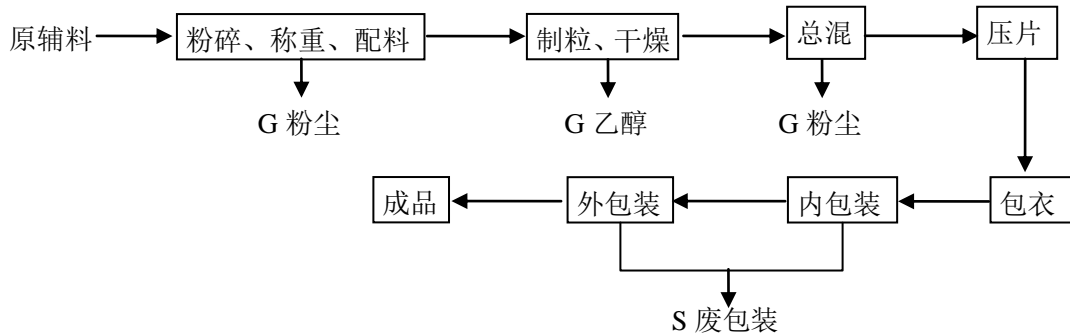 原辅料
粉碎、称重、配料
制粒、干燥
总混
压片
G 粉尘
G 乙醇
G 粉尘
成品
外包装
内包装
包衣
S 废包装